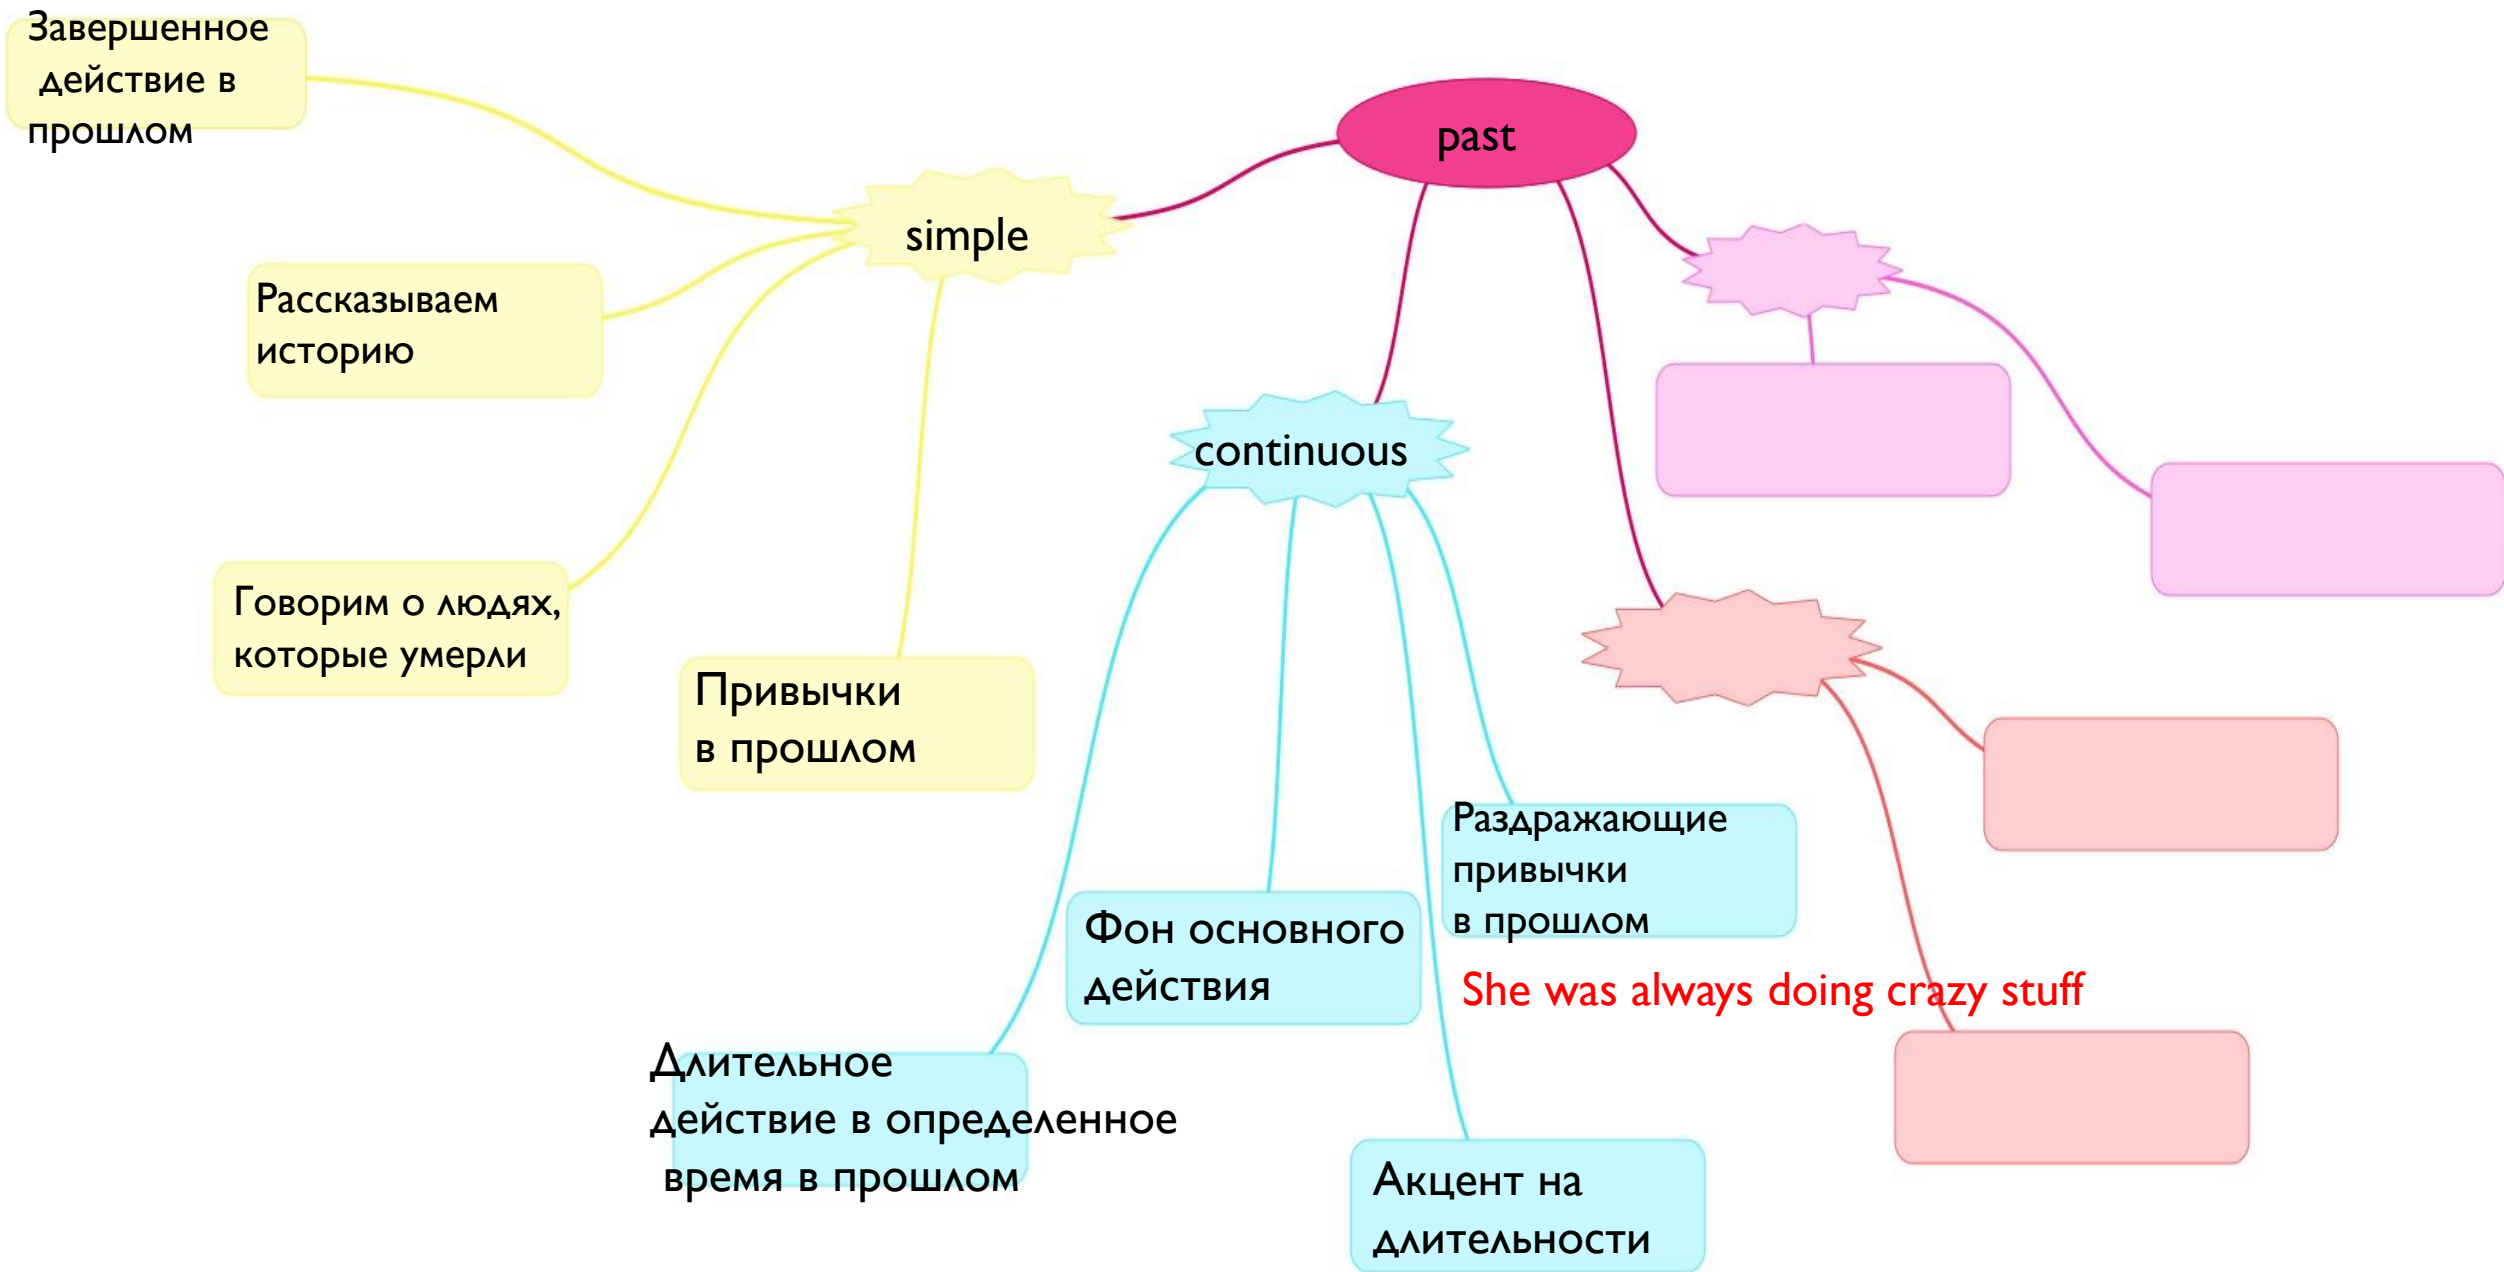 Завершенное
действие в
прошлом
past
simple
Рассказываем
историю
continuous
Говорим о людях,
которые умерли
Привычки
в прошлом
Раздражающие
привычки
в прошлом
Фон основного
действия
She was always doing crazy stuff
Длительное
действие в определенное
время в прошлом
Акцент на
длительности